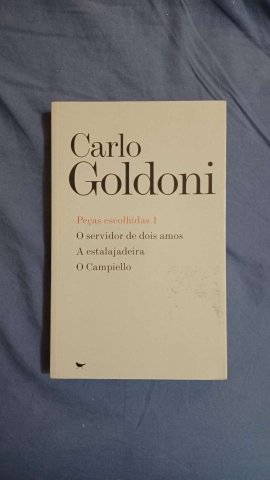 Carlo
Goldoni
Peças escolhidas 1
O servidor de dois amos
A estalajadeira
O Campiello